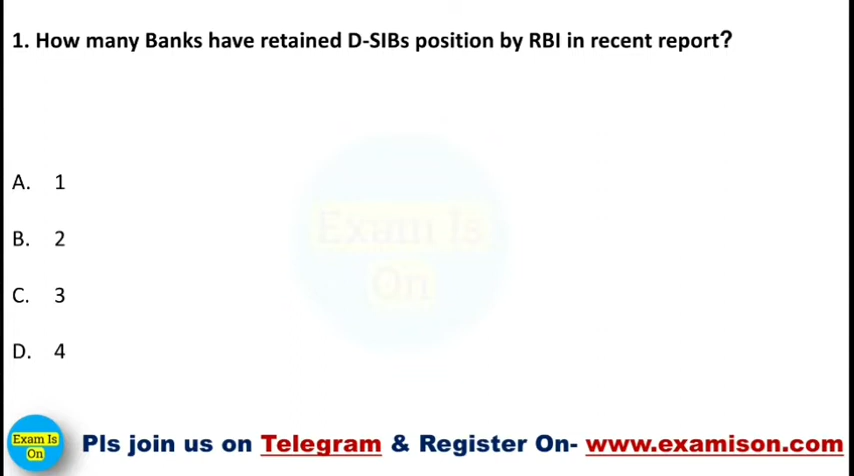 1. How many Banks have retained D-SIBs position by RBI in recent report?
A. 1
Exam Is
B. 2
On
C. 3
D. 4
Exam Is
On
Pls join us on Telegram & Register On- www.examison.com